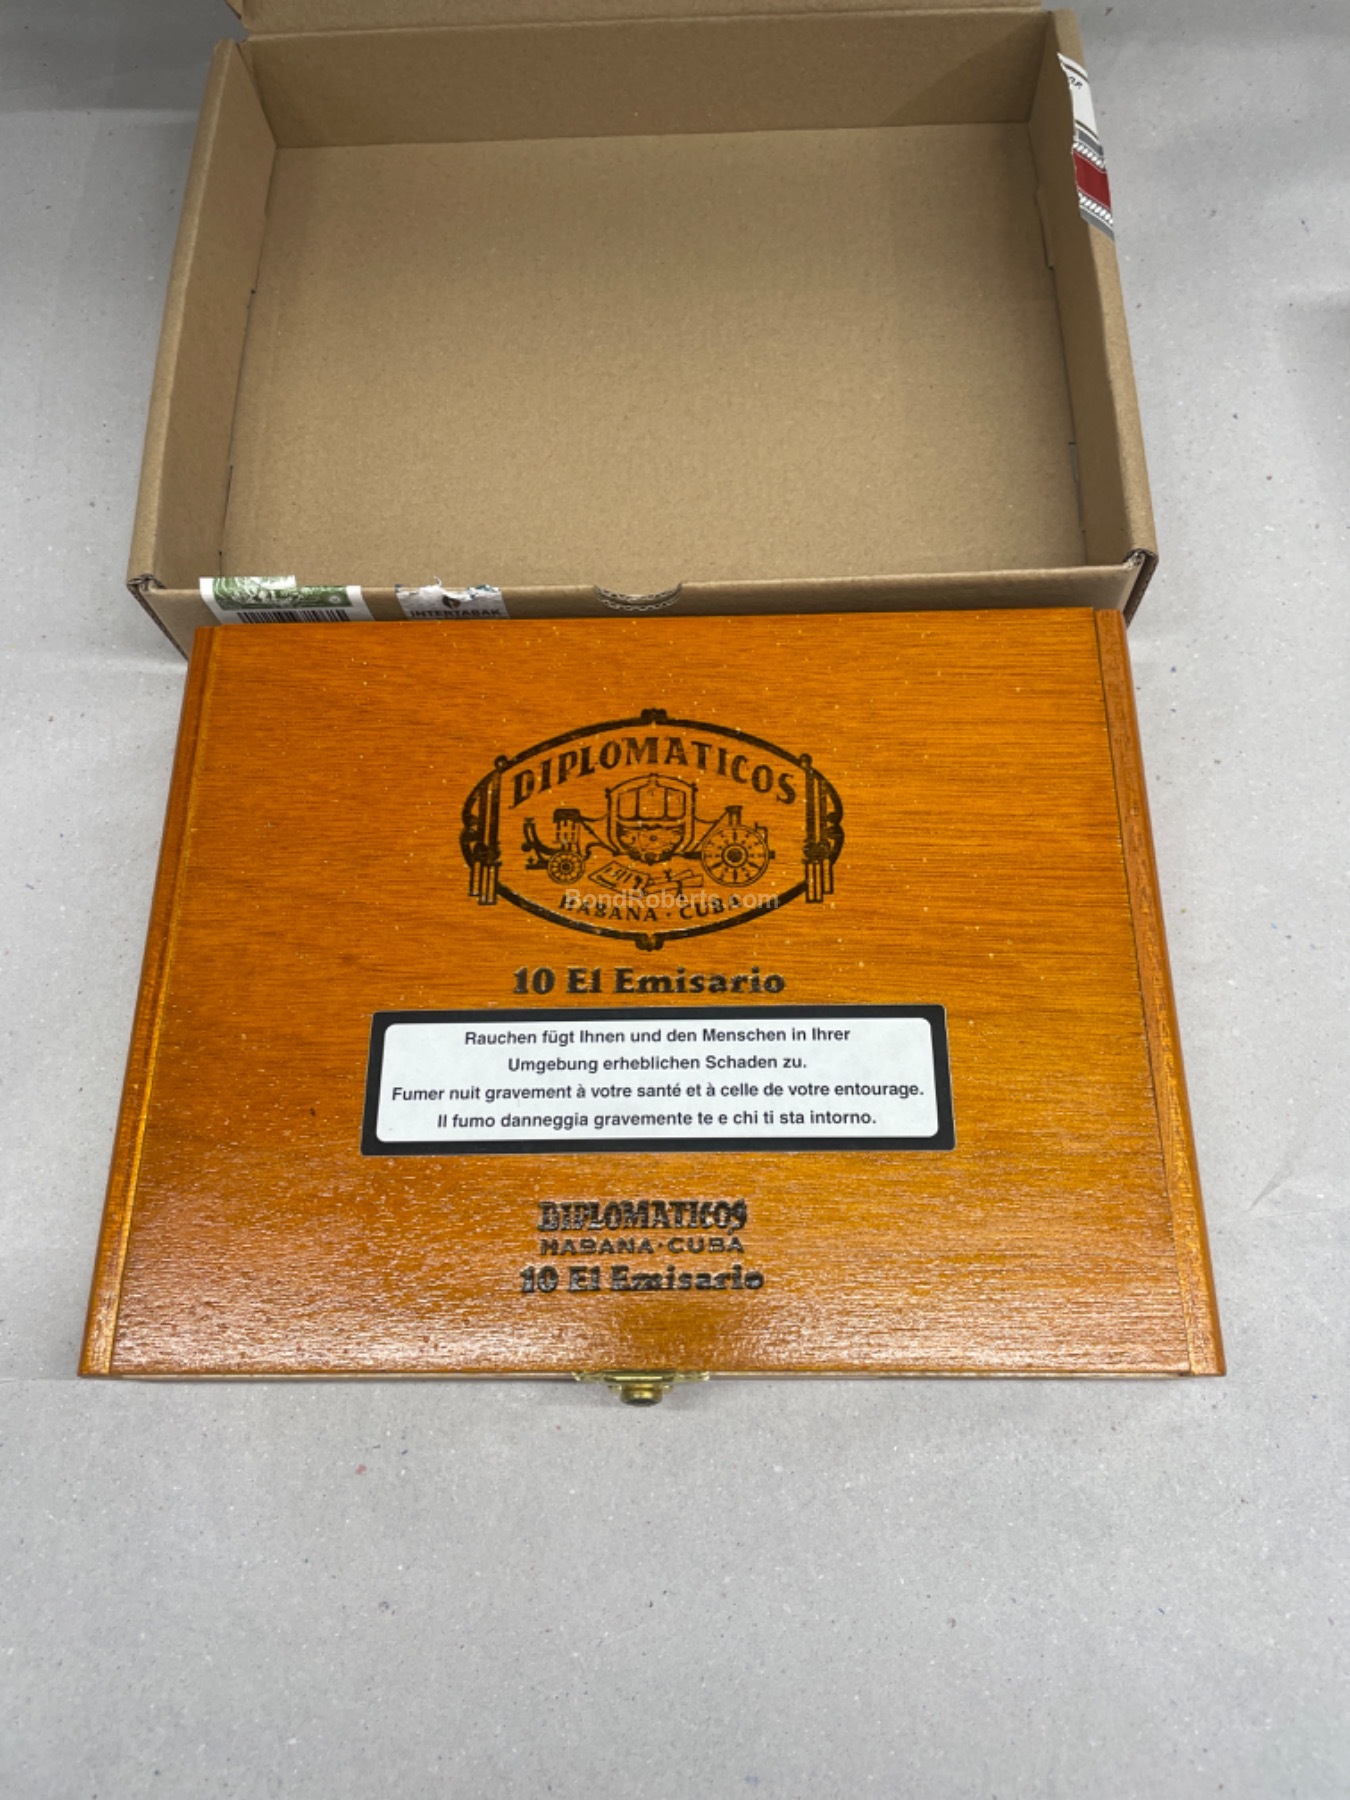 INTERTABAK
DIPLOMATICOS
HABANA · CUBA
BondRoberts.com
10 El Emisario
Rauchen fügt Ihnen und den Menschen in Ihrer
Umgebung erheblichen Schaden zu.
Fumer nuit gravement à votre santé et à celle de votre entourage.
Il fumo danneggia gravemente te e chi ti sta intorno.
DIPLOMATICOS
HABANA·CUBA
10 El Emisario